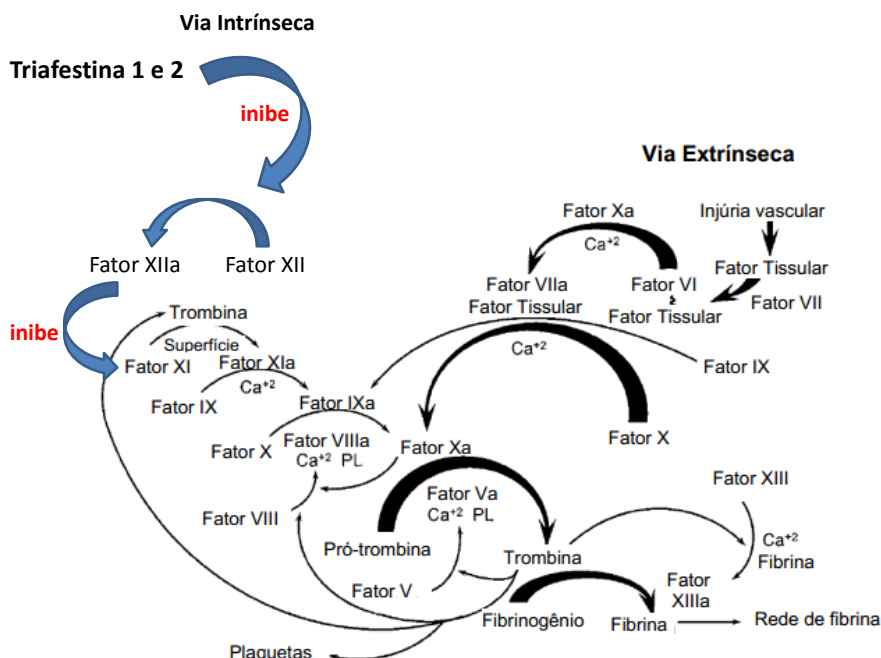 Via Intrínseca
Triafestina 1 e 2
inibe
Via Extrínseca
Fator Xa
Injúria vascular
Ca+2
Fator XIIa
Fator XII
Fator Tissular
Fator VIIa
Fator VI
Fator VII
Fator Tissular
Fator Tissular
Trombina
inibe
Superfície
Ca+2
Fator XI
Fator XIa
Fator IX
Ca+2
Fator IX
Fator IXa
Fator X
Fator VIIIa
Ca+2 PL
Fator Xa
Fator X
Fator XIII
Fator Va
Ca+2 PL
Fator VIII
Ca+2
Fibrina
Pró-trombina
Trombina
Fator V
Fator
XIIIa
Fibrinogênio
Fibrina
Rede de fibrina
Plaquetas